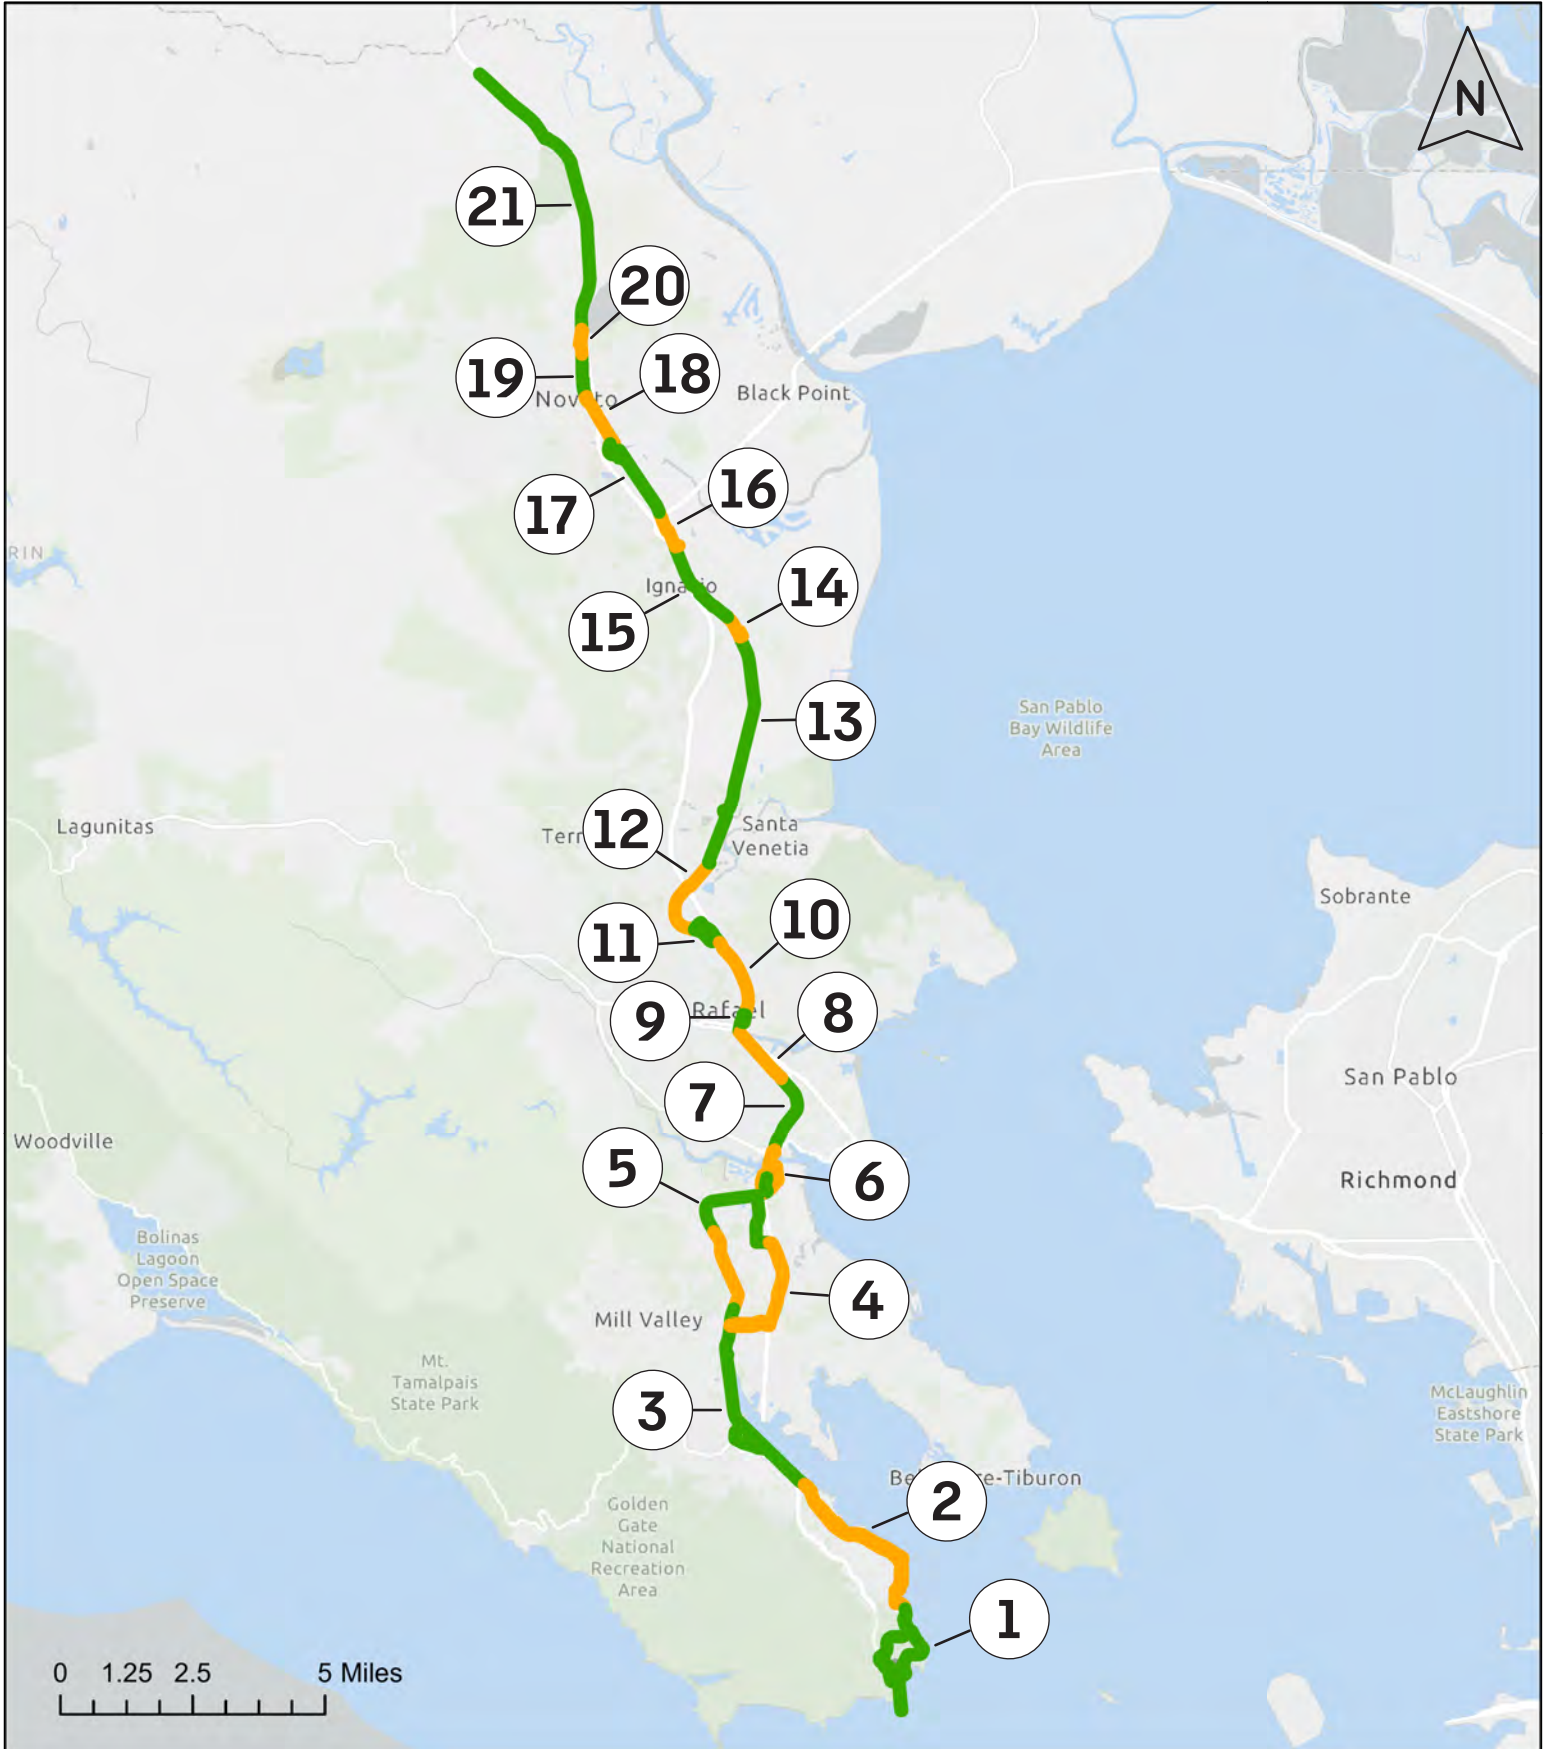 N
21
20
19
18
Black Point
17
16
RIN
15
14
13
San Pablo
Bay Wildlife
Area
Lagunitas
12
Santa
Venetia
Sobrante
11
10
9
8
San Pablo
7
Woodville
5
6
Richmond
Bolinas
Lagoon
Open Space
Preserve
4
Mill Valley
Mt.
Tamalpais
State Park
3
McLaughlin
Eastshore
State Park
2
Golden
Gate
National
Recreation
Area
1
0 1.25 2.5 5 Miles